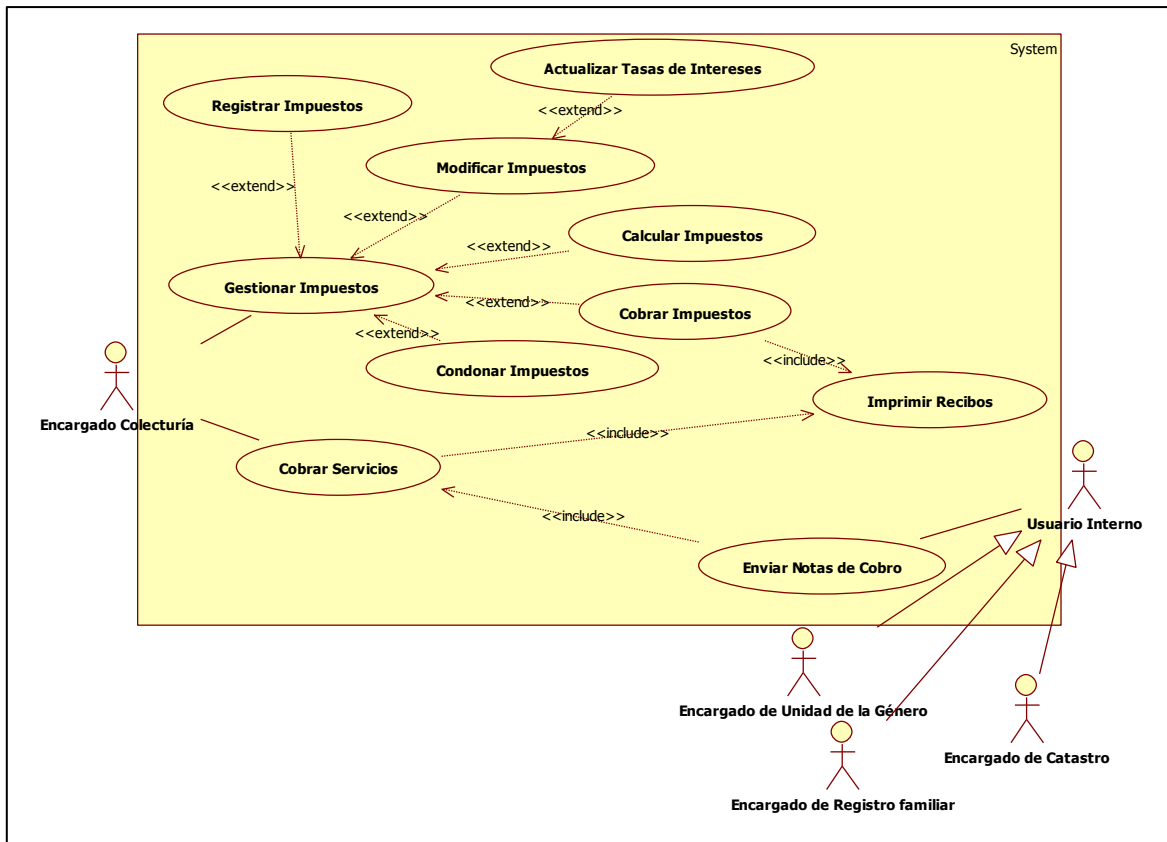 System
Actualizar Tasas de Intereses
Registrar Impuestos
<<extend>>
Modificar Impuestos
<<extend>>
<<extend>>
Calcular Impuestos
<<extend>>
Gestionar Impuestos
<<extend>>
Cobrar Impuestos
<<extend>>
Condonar Impuestos
<<include>>
Imprimir Recibos
Encargado Colecturía
<<include>>
Cobrar Servicios
<<include>>
Usuario Interno
Enviar Notas de Cobro
Encargado de Unidad de la Género
Encargado de Catastro
Encargado de Registro familiar